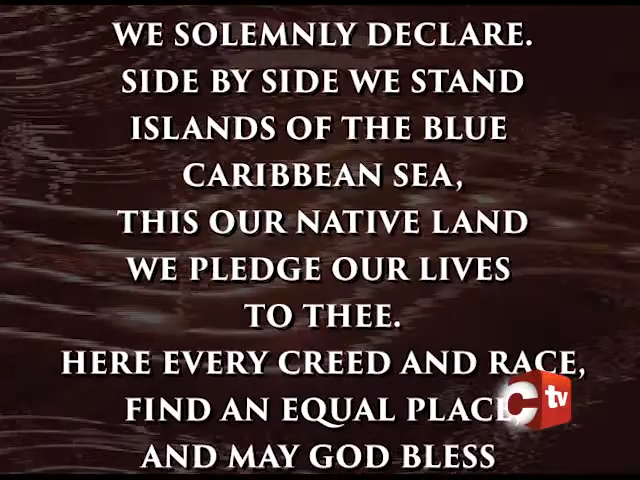 WE SOLEMNLY DECLARE.
SIDE BY SIDE WE STAND
ISLANDS OF THE BLUE
CARIBBEAN SEA,
THIS OUR NATIVE LAND
WE PLEDGE OUR LIVES
TO THEE.
HERE EVERY CREED AND RACE,
FIND AN EQUAL PLACE,
Ctv
AND MAY GOD BLESS